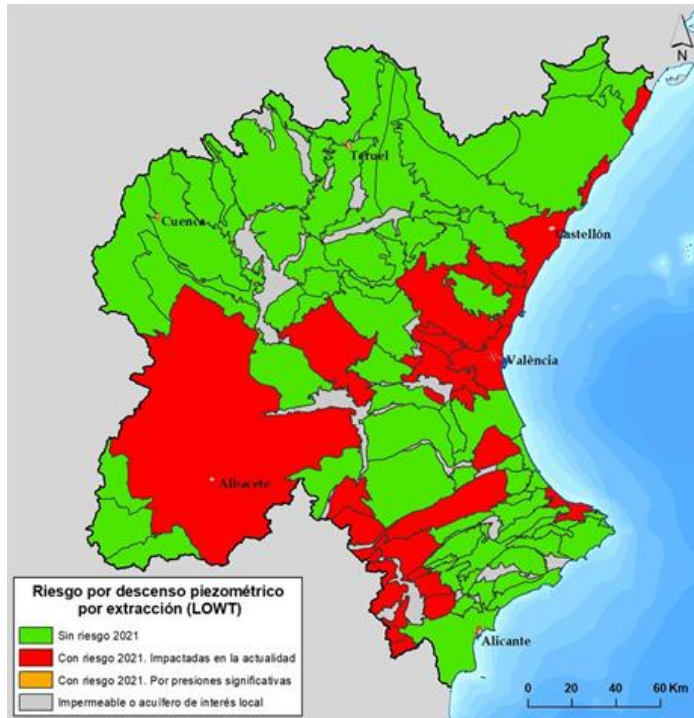 N
Teruel
Cuenca
Castellón
València
Albacete
Alicante
Riesgo por descenso piezométrico
por extracción (LOWT)
Sin riesgo 2021
Con riesgo 2021. Impactadas en la actualidad
Con riesgo 2021. Por presiones significativas
Impermeable o acuífero de interés local
0 20 40 60 Km